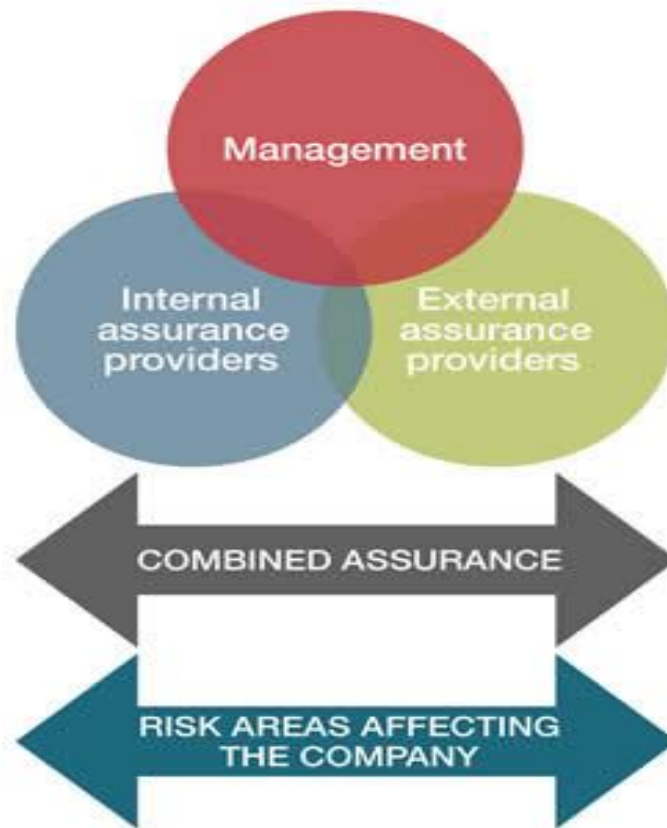 Management
Internal
assurance
providers
External
assurance
providers
COMBINED ASSURANCE
RISK AREAS AFFECTING
THE COMPANY